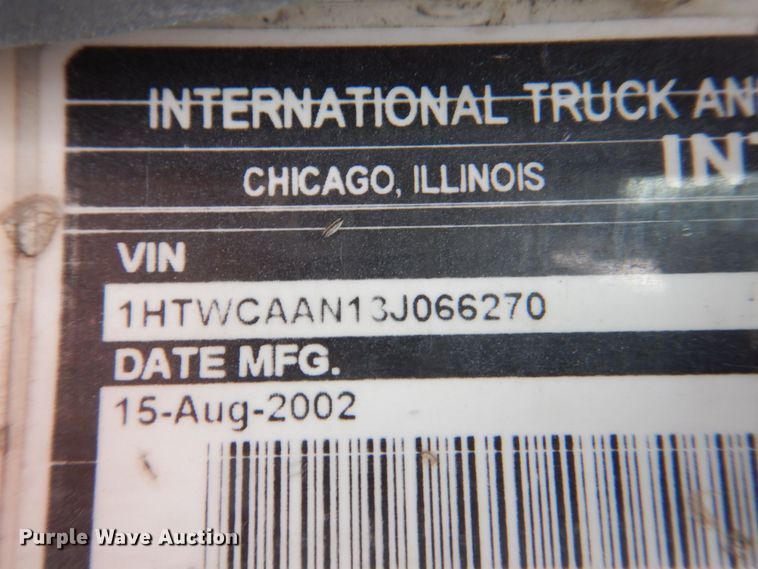 INTERNATIONAL TRUCK AN
INT
CHICAGO, ILLINOIS
VIN
1HTWCAAN13J066270
DATE MFG.
15-Aug-2002
Purple Wave Auction